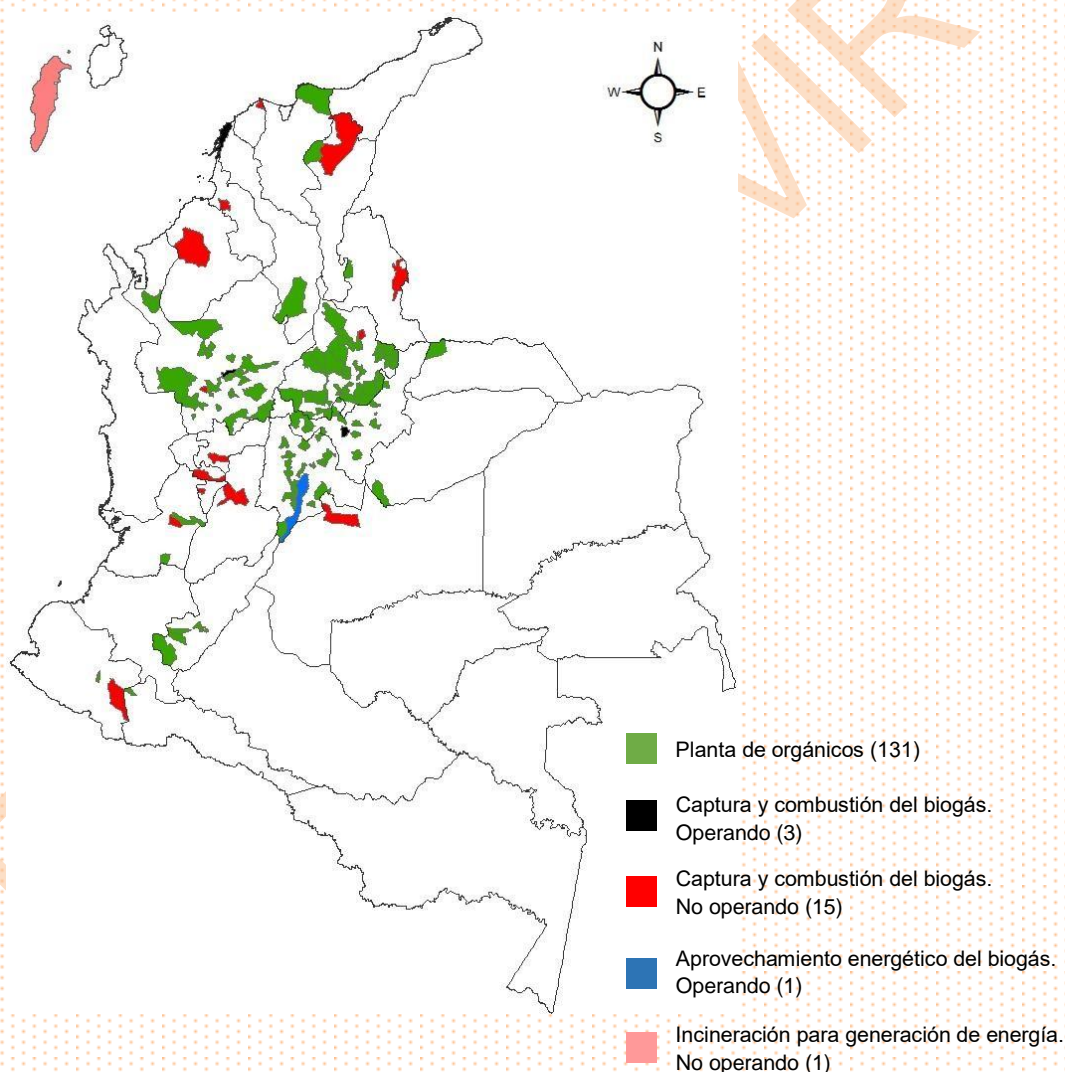 N
W E
S
Planta de orgánicos (131)
Captura y combustión del biogás.
Operando (3)
Captura y combustión del biogás.
No operando (15)
Aprovechamiento energético del biogás.
Operando (1)
Incineración para generación de energía.
No operando (1)